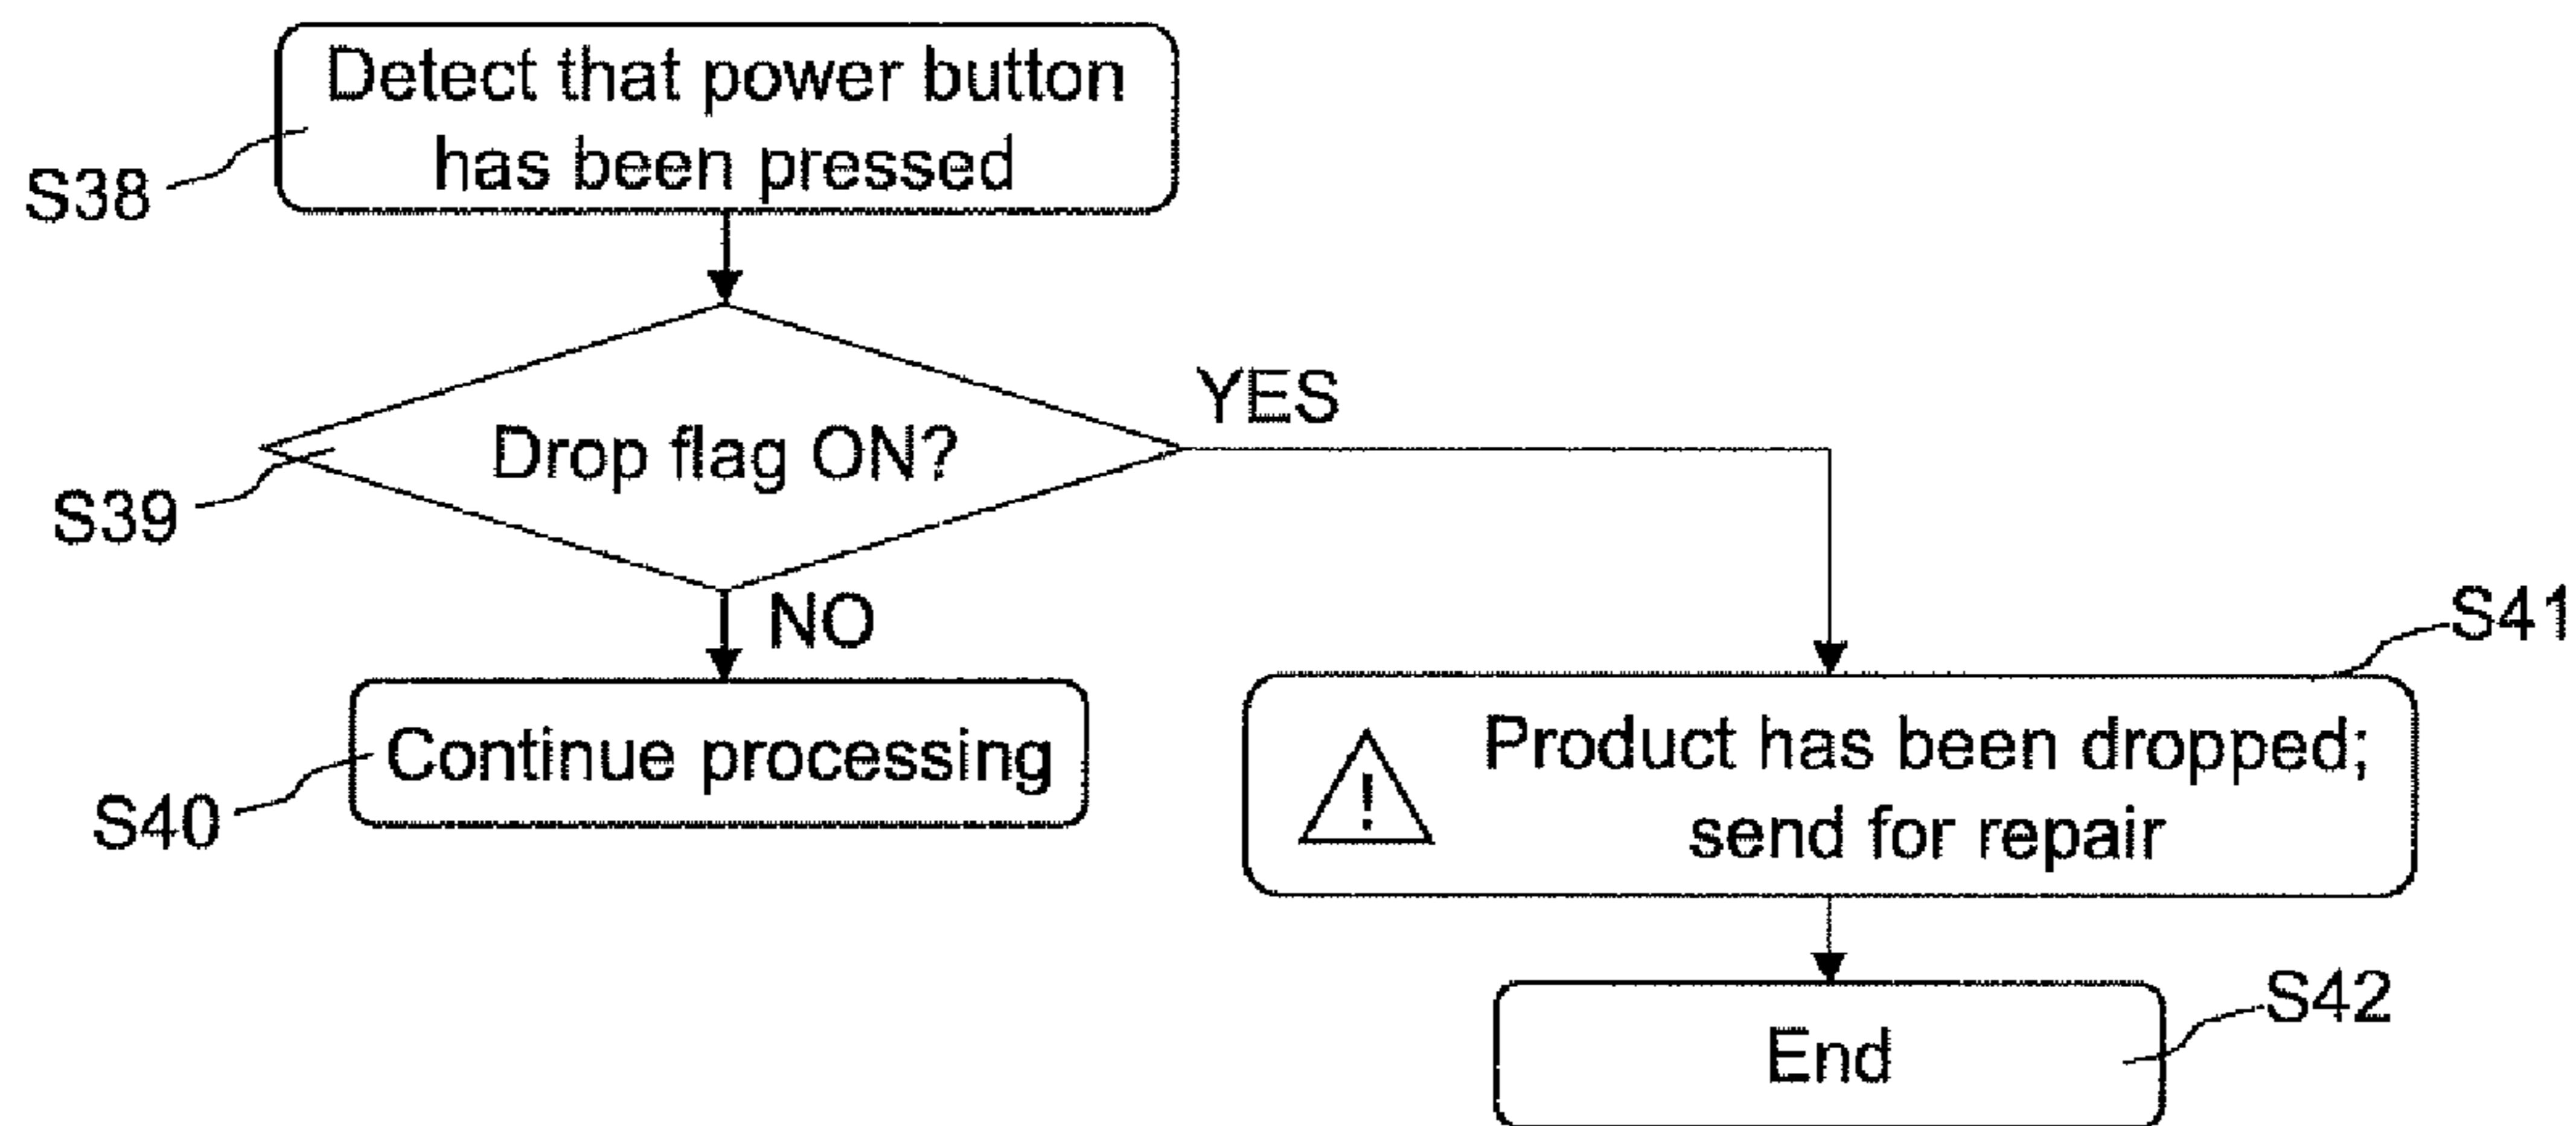 Detect that power button
has been pressed
S38
Drop flag ON?
YES
S39
NO
S41
Continue processing
S40
! Product has been dropped;
send for repair
S42
End